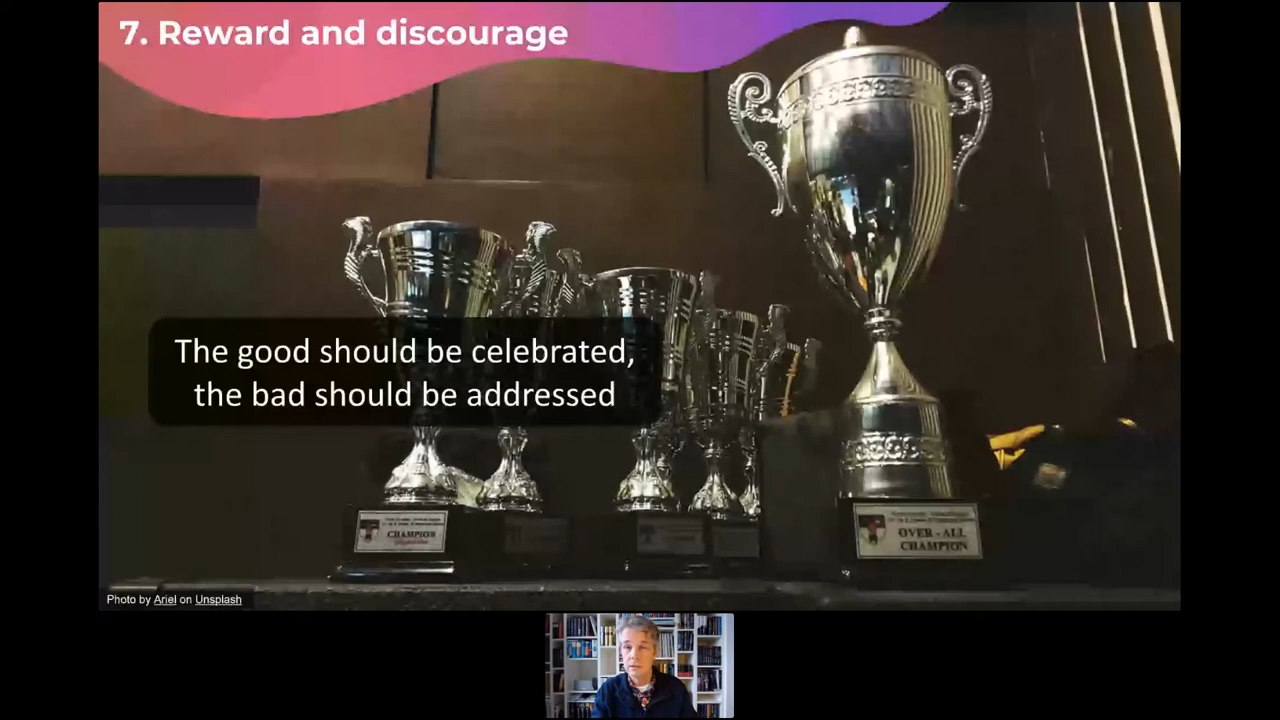 7. Reward and discourage
The good should be celebrated,
the bad should be addressed
CHAMPION
OVER - ALL
CHAMPION
Photo by Ariel on Unsplash